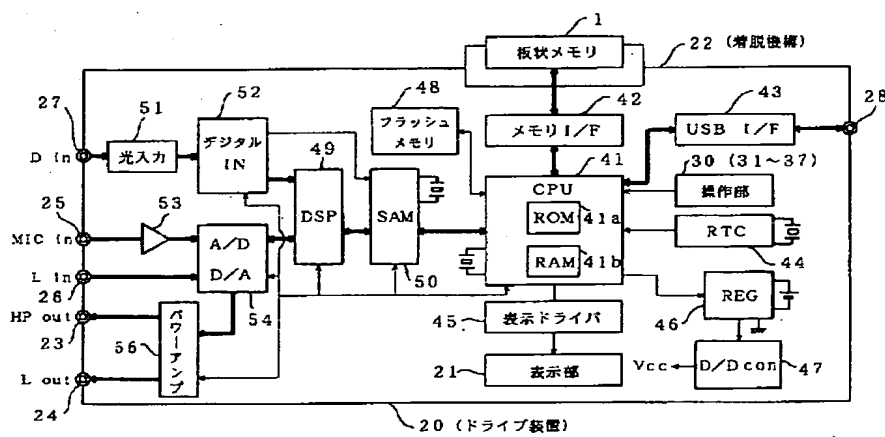 1
板状メモリ
22 (着脱機構)
27
51
52
48
42
43
28
D in
光入力
デジタル
IN
フラッシュ
メモリ
メモリI/F
USB I/F
49
41
30 (31~37)
25
53
CPU
操作部
DSP
SAM
ROM
41a
MIC in
A/D
D/A
RTC
L in
RAM
41b
44
26
50
54
HP out
パワーアンプ
45
表示ドライバ
46
REG
23
56
L out
21
表示部
Vcc
D/Dcon
47
24
20 (ドライブ装置)